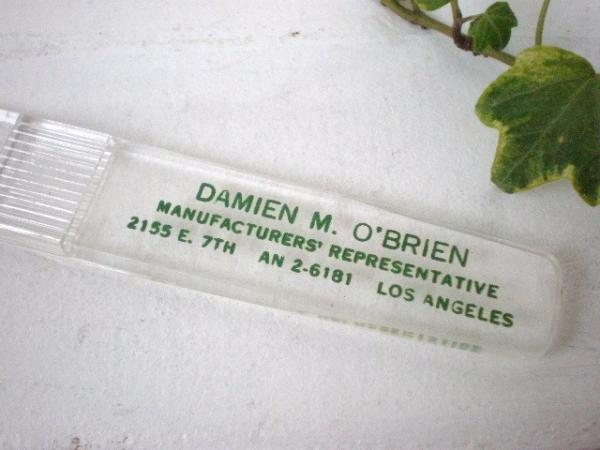 DAMIEN M. O'BRIEN
MANUFACTURERS' REPRESENTATIVE
2155 E. 7TH AN 2-6181 LOS ANGELES